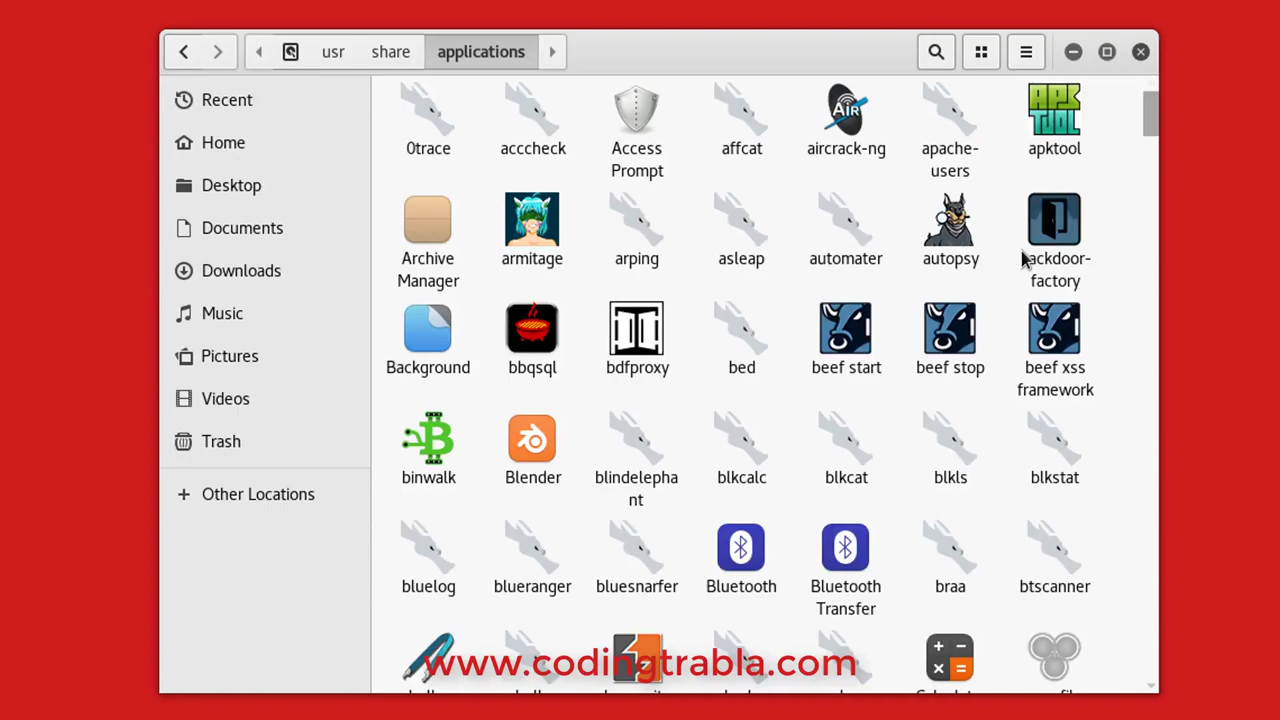 usr share applications
Recent
Home
Desktop
Documents
Downloads
Music
Pictures
Videos
Trash
+ Other Locations
0trace acccheck Access affcat aircrack-ng apache- apktool
Prompt users
Archive armitage arping asleap automater autopsy ackdoor-
Manager factory
Background bbqsql bdfproxy bed beef start beef stop beef xss
framework
binwalk Blender blindelepha blkcalc blkcat blkls blkstat
nt
bluelog blueranger bluesnarfer Bluetooth Bluetooth braa btscanner
Transfer
www.codingtrabla.com